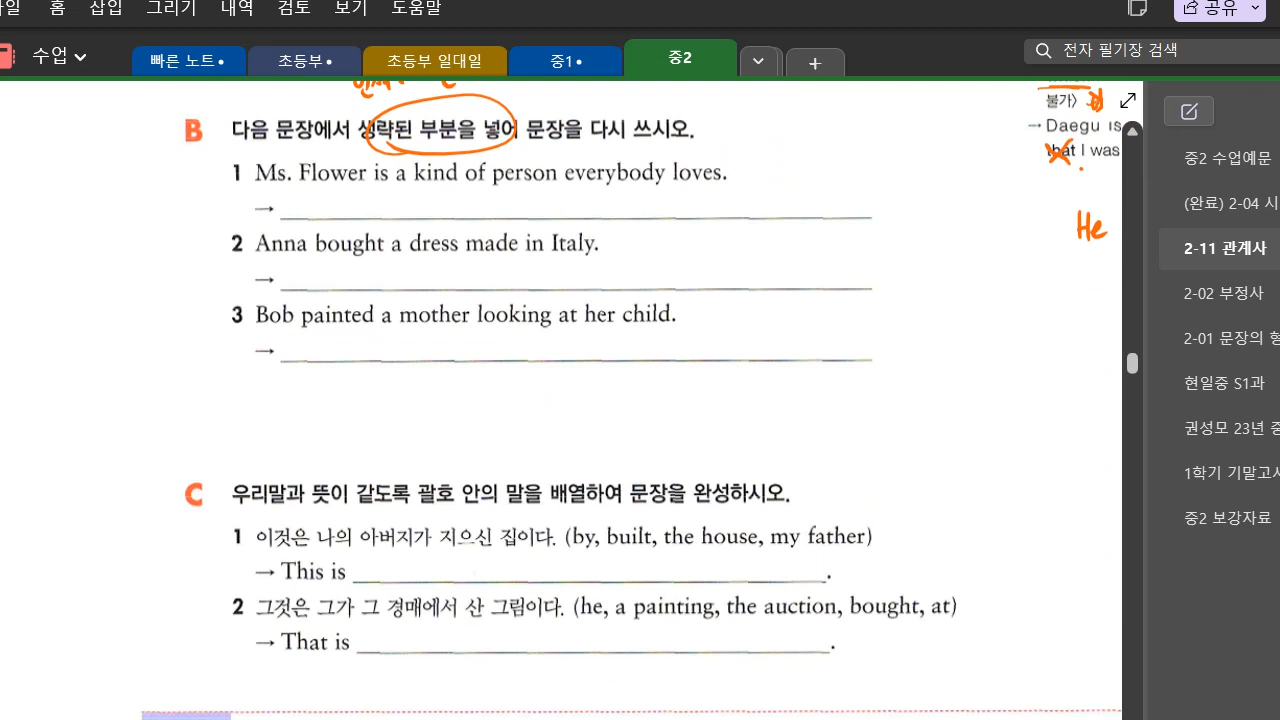 홈 삽입 그리기 내역 검토 보기 도움말
공유
수업
빠른 노트
초등부
초등부 일대일
중1
중2
전자 필기장 검색
B 다음 문장에서 생략된 부분을 넣어 문장을 다시 쓰시오.
1 Ms. Flower is a kind of person everybody loves.
→
2 Anna bought a dress made in Italy.
→
3 Bob painted a mother looking at her child.
→
C 우리말과 뜻이 같도록 괄호 안의 말을 배열하여 문장을 완성하시오.
1 이것은 나의 아버지가 지으신 집이다. (by, built, the house, my father)
→ This is .
2 그것은 그가 그 경매에서 산 그림이다. (he, a painting, the auction, bought, at)
→ That is .
불가〉
→ Daegu is
that I was
He
중2 수업예문
(완료) 2-04 시
2-11 관계사
2-02 부정사
2-01 문장의 형
현일중 S1과
권성모 23년 중
1학기 기말고사
중2 보강자료